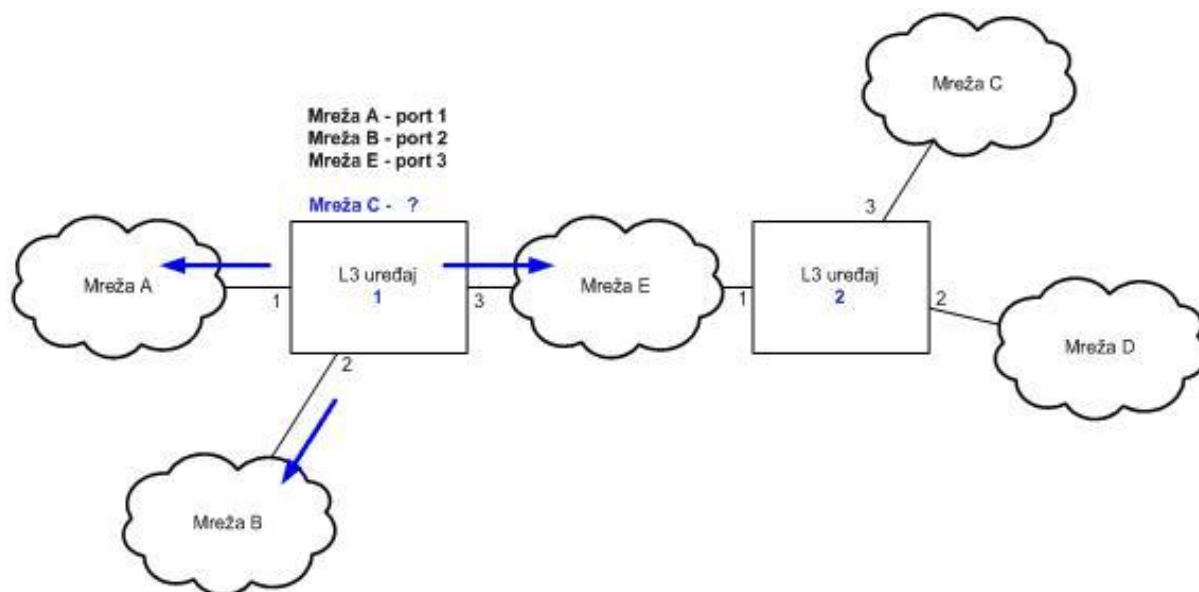 Mreža C
Mreža A - port 1
Mreža B - port 2
Mreža E - port 3
Mreža C - ?
3
L3 uređaj
1
L3 uređaj
2
Mreža A
Mreža E
1
3
1
2
2
Mreža D
Mreža B